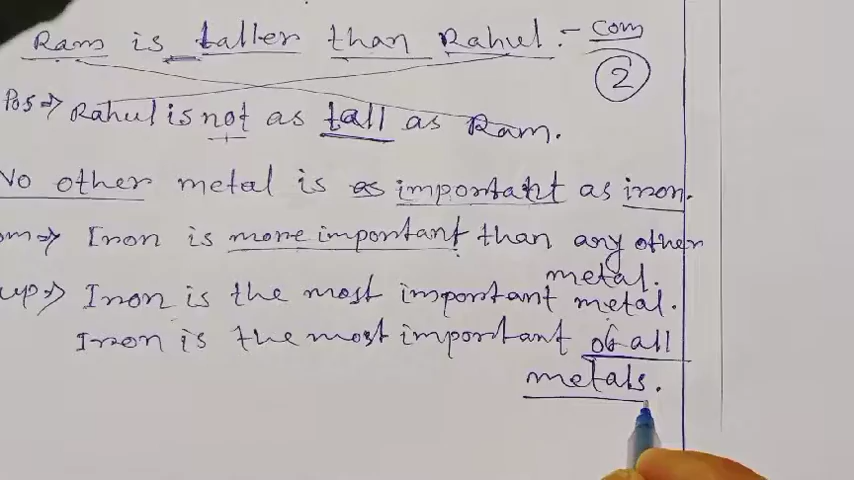 Ram is taller than Rahul :- com
2
Pos⇒ Rahul is not as tall as Ram.
No other metal is as important as iron.
om⇒ Iron is more important than any other
metal.
up⇒ Iron is the most important metal.
Iron is the most important of all
metals.